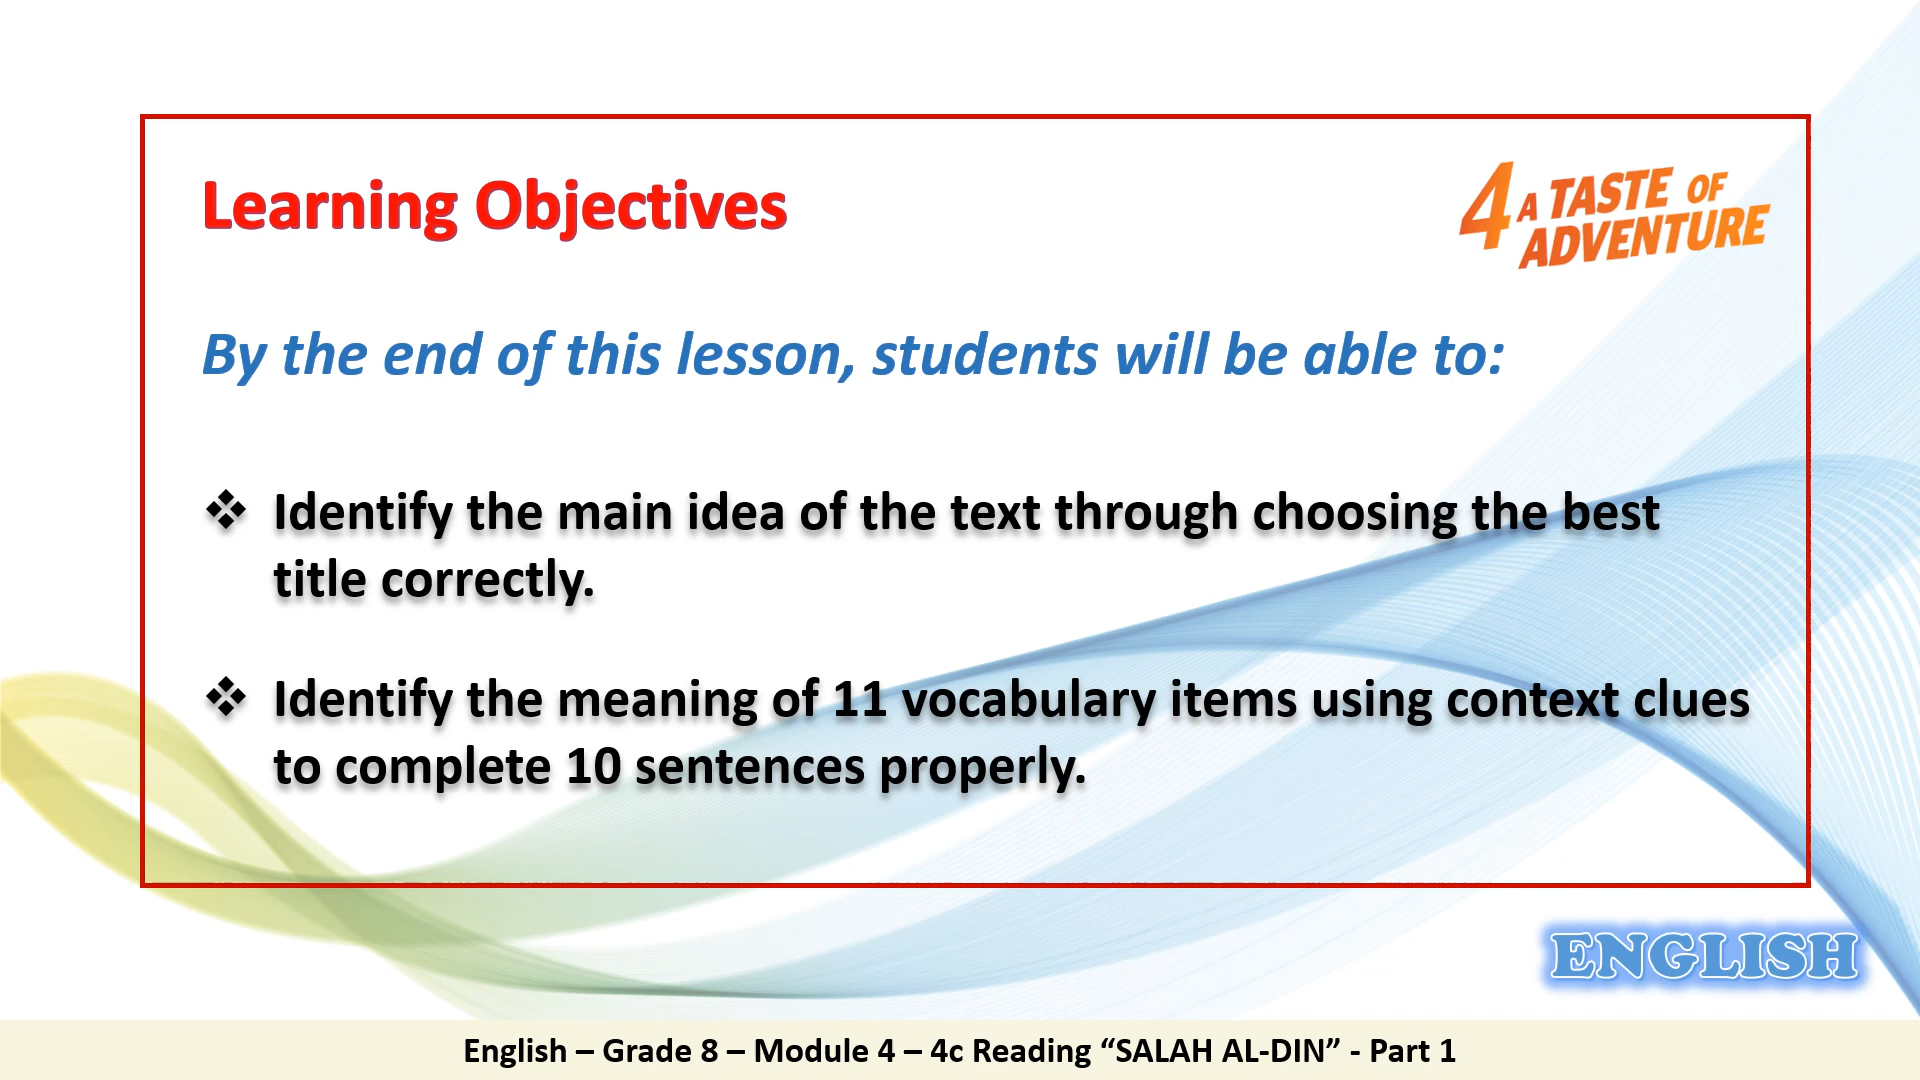 Learning Objectives
4 A TASTE OF
ADVENTURE
By the end of this lesson, students will be able to:
❖ Identify the main idea of the text through choosing the best
title correctly.
❖ Identify the meaning of 11 vocabulary items using context clues
to complete 10 sentences properly.
ENGLISH
English – Grade 8 – Module 4 – 4c Reading “SALAH AL-DIN” - Part 1